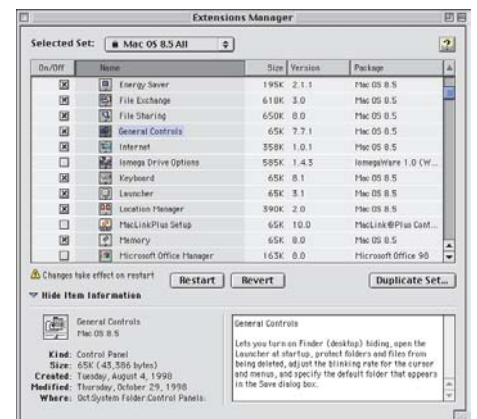 Extensions Manager
Selected Set: Mac OS 8.5 All
On/Off Name Size Version Package
Energy Saver 195K 2.1.1 Mac OS 8.5
File Exchange 618K 3.0 Mac OS 8.5
File Sharing 650K 8.0 Mac OS 8.5
General Controls 65K 7.7.1 Mac OS 8.5
Internet 358K 1.0.1 Mac OS 8.5
Iomega Drive Options 585K 1.4.3 IomegaWare 1.0 (W...
Keyboard 65K 8.1 Mac OS 8.5
Launcher 65K 3.1 Mac OS 8.5
Location Manager 390K 2.0 Mac OS 8.5
MacLinkPlus Setup 65K 10.0 MacLink®Plus Cont...
Memory 65K 8.0 Mac OS 8.5
Microsoft Office Manager 163K 8.0 Microsoft Office 98
Changes take effect on restart Restart Revert Duplicate Set...
Hide Item Information
General Controls
Mac OS 8.5
Kind: Control Panel
Size: 65K (43,386 bytes)
Created: Tuesday, August 4, 1998
Modified: Thursday, October 29, 1998
Where: Oct:System Folder:Control Panels:
General Controls
Lets you turn on Finder (desktop) hiding, open the
Launcher at startup, protect folders and files from
being deleted, adjust the blinking rate for the cursor
and menus, and specify the default folder that appears
in the Save dialog box.